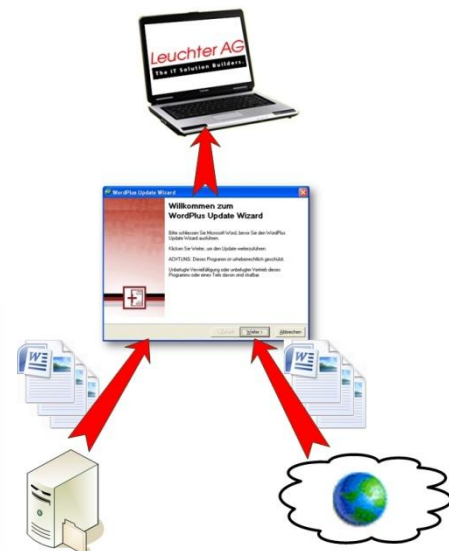 Leuchter AG
The IT Solution Builders.
WordPlus Update Wizard
Willkommen zum
WordPlus Update Wizard
Bitte schliessen Sie Microsoft Word, bevor Sie den WordPlus
Update Wizard ausführen.
Klicken Sie Weiter, um den Update weiterzuführen.
ACHTUNG: Dieses Programm ist urheberrechtlich geschützt.
Unbefugte Vervielfältigung oder unbefugter Vertrieb dieses
Programms oder eines Teils davon sind strafbar.
< Zurück
Weiter >
Abbrechen
W
W